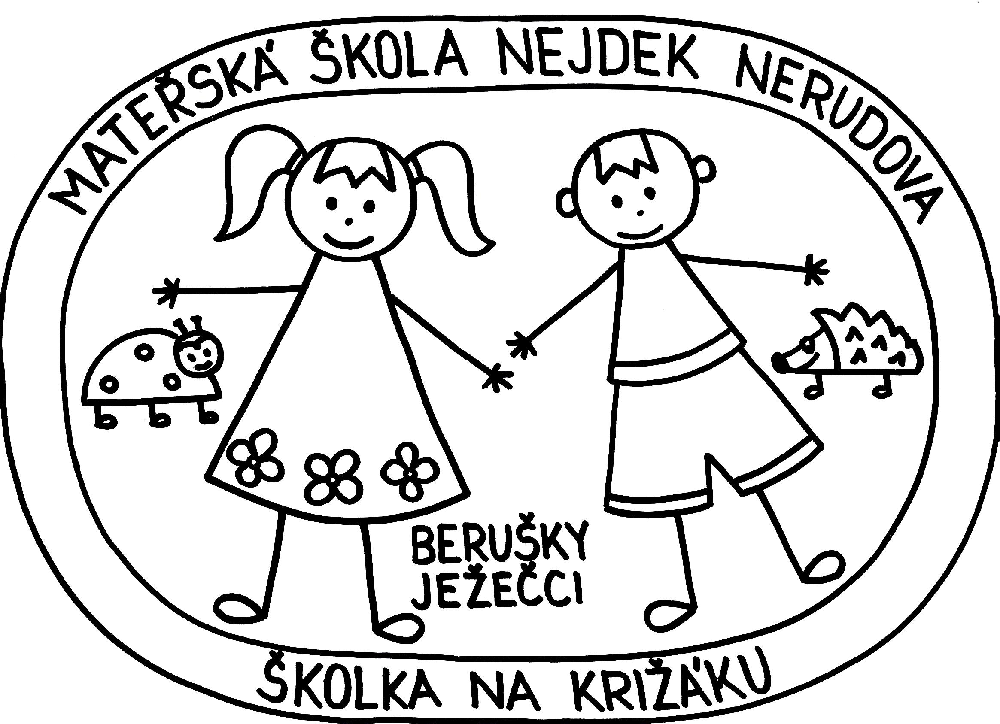 MATEŘSKÁ ŠKOLA NEJDEK NERUDOVA
BERUŠKY
JEŽEČCI
ŠKOLKA NA KRIŽÁKU